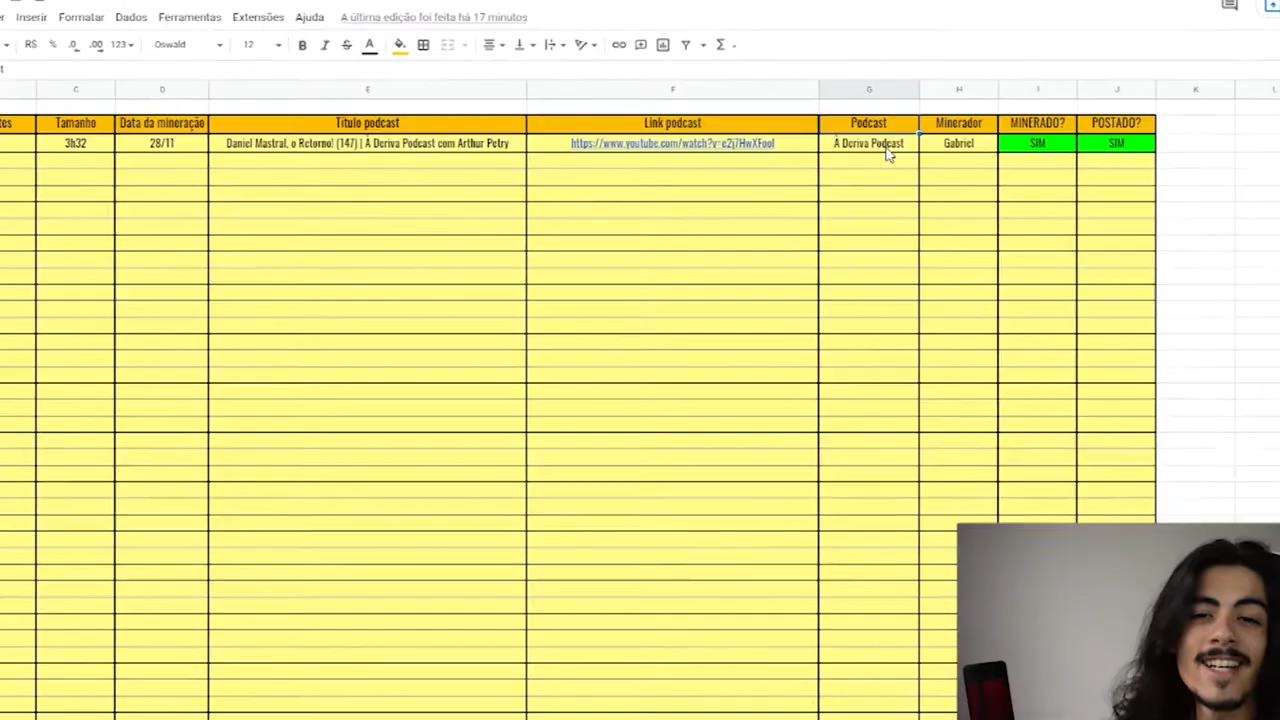 Inserir Formatar Dados Ferramentas Extensões Ajuda A última edição foi feita há 17 minutos
R$ % .0 .00 123 Oswald 12 B I S A Σ
C D E F G H I J K L
Tamanho Data da mineração Título podcast Link podcast Podcast Minerador MINERADO? POSTADO?
3h32 28/11 Daniel Mastral, o Retorno! (147) | À Deriva Podcast com Arthur Petry À Deriva Podcast Gabriel SIM SIM